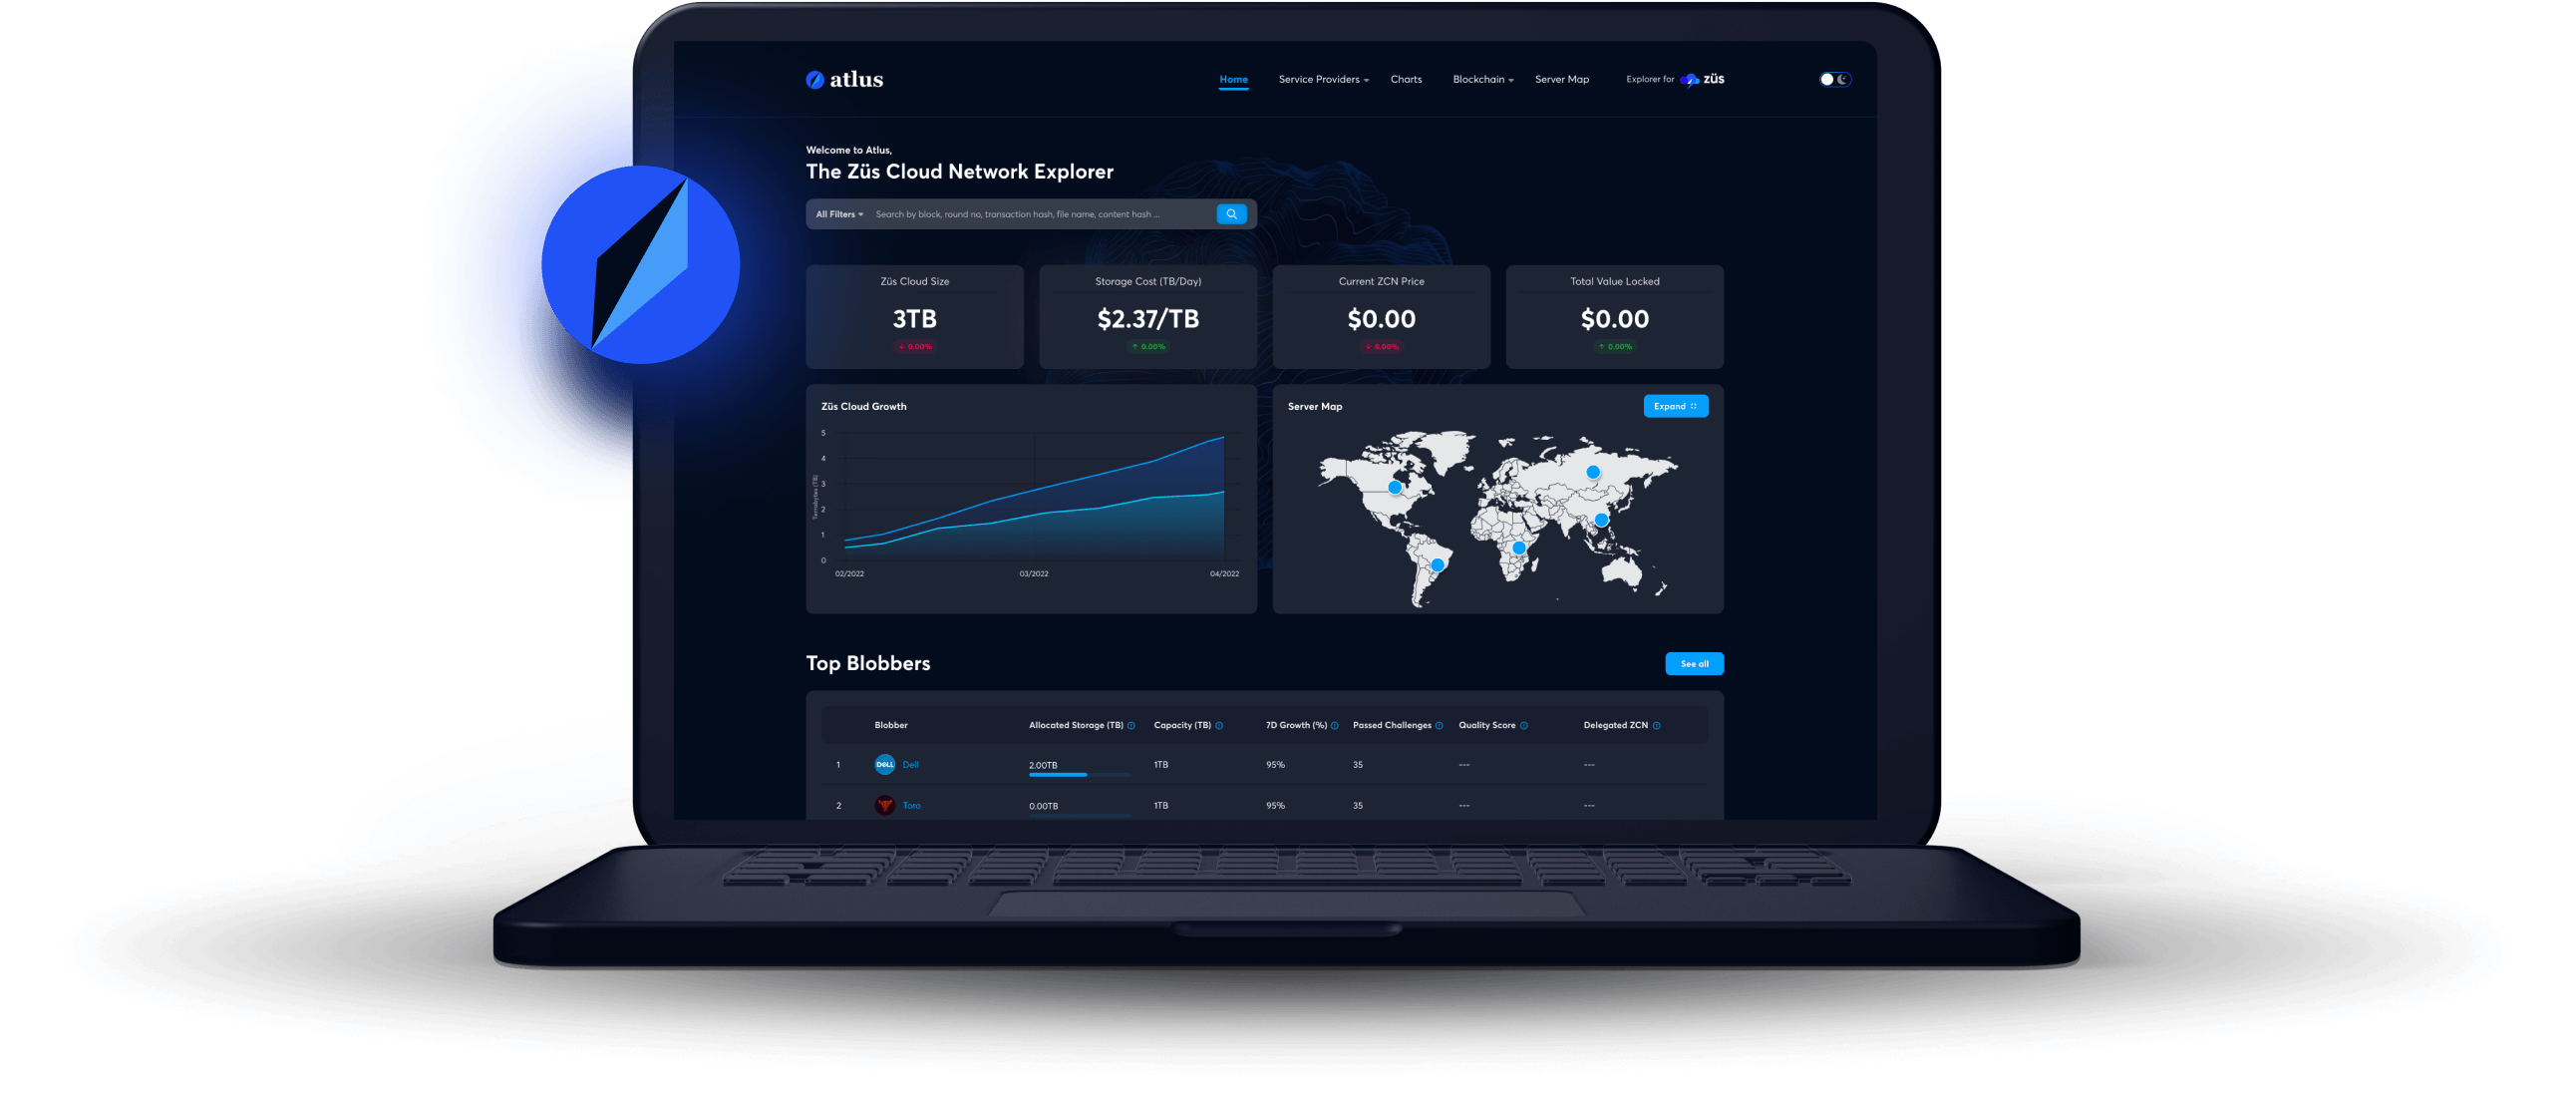 atlus
Home Service Providers Charts Blockchain Server Map Explorer for züs
Welcome to Atlus,
The Züs Cloud Network Explorer
All Filters Search by block, round no, transaction hash, file name, content hash ...
Züs Cloud Size Storage Cost (TB/Day) Current ZCN Price Total Value Locked
3TB $2.37/TB $0.00 $0.00
↓ 0.00% ↑ 0.00% ↓ 0.00% ↑ 0.00%
Züs Cloud Growth
5
4
3
2
1
0
Terrabytes (TB)
02/2022 03/2022 04/2022
Server Map Expand
Top Blobbers See all
Blobber Allocated Storage (TB) Capacity (TB) 7D Growth (%) Passed Challenges Quality Score Delegated ZCN
1 DELL Dell 2.00TB 1TB 95% 35 --- ---
2 Toro 0.00TB 1TB 95% 35 --- ---